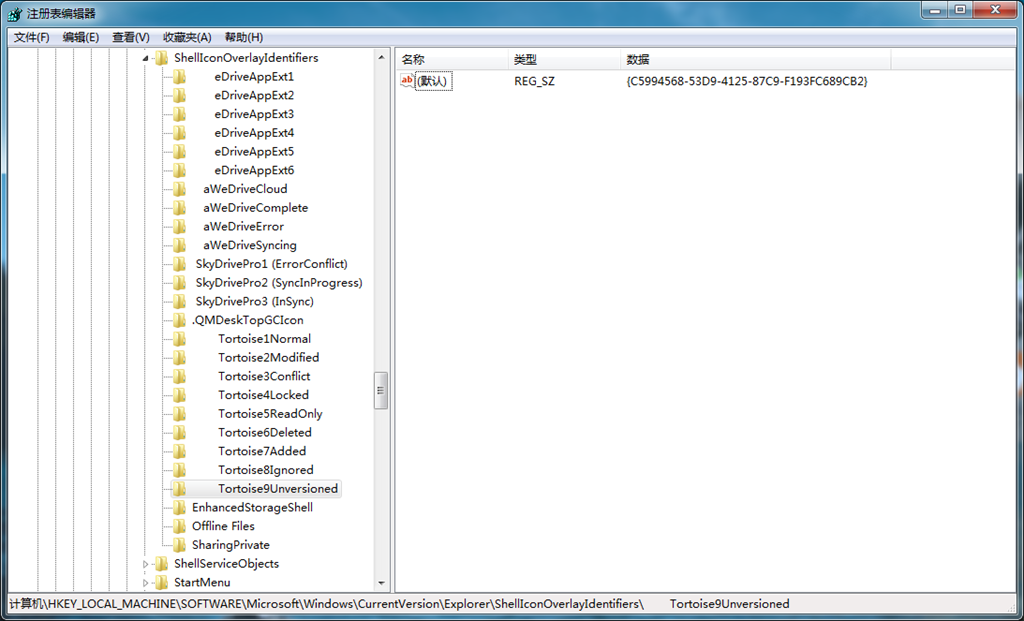 注册表编辑器
文件(F) 编辑(E) 查看(V) 收藏夹(A) 帮助(H)
ShellIconOverlayIdentifiers
eDriveAppExt1
eDriveAppExt2
eDriveAppExt3
eDriveAppExt4
eDriveAppExt5
eDriveAppExt6
aWeDriveCloud
aWeDriveComplete
aWeDriveError
aWeDriveSyncing
SkyDrivePro1 (ErrorConflict)
SkyDrivePro2 (SyncInProgress)
SkyDrivePro3 (InSync)
.QMDeskTopGCIcon
Tortoise1Normal
Tortoise2Modified
Tortoise3Conflict
Tortoise4Locked
Tortoise5ReadOnly
Tortoise6Deleted
Tortoise7Added
Tortoise8Ignored
Tortoise9Unversioned
EnhancedStorageShell
Offline Files
SharingPrivate
ShellServiceObjects
StartMenu
名称 类型 数据
ab (默认) REG_SZ {C5994568-53D9-4125-87C9-F193FC689CB2}
计算机\HKEY_LOCAL_MACHINE\SOFTWARE\Microsoft\Windows\CurrentVersion\Explorer\ShellIconOverlayIdentifiers\ Tortoise9Unversioned